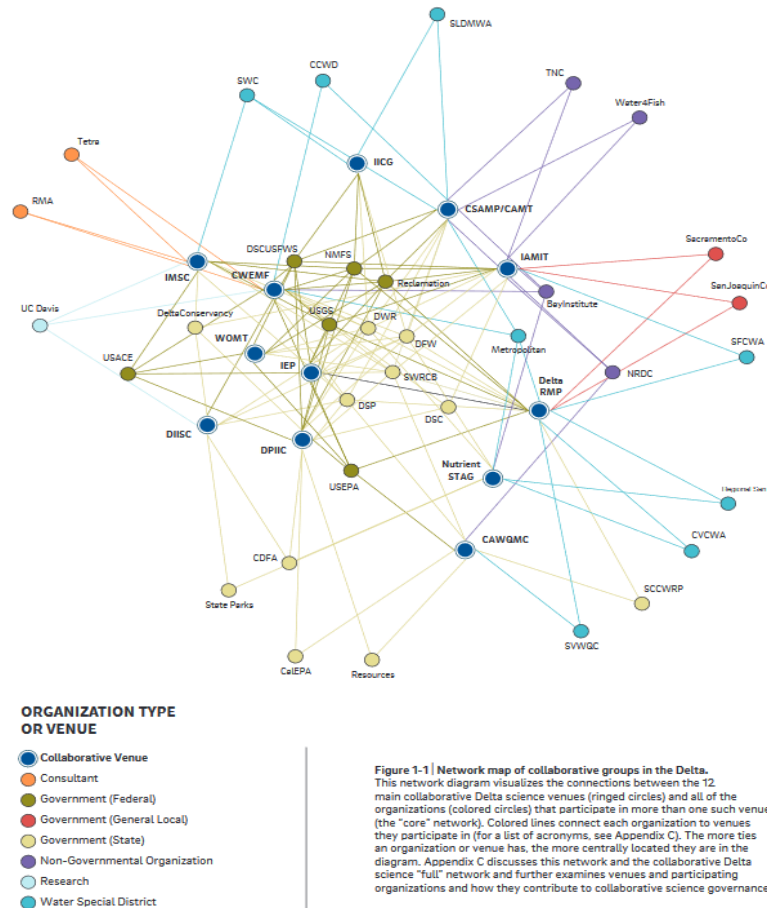 SLDMWA
CCWD
TNC
SWC
Water4Fish
Tetra
IICG
CSAMP/CAMT
RMA
SacramentoCo
DSCUSFWS
NMFS
IAMIT
IMSC
CWEMF
Reclamation
SanJoaquinCo
BayInstitute
UC Davis
DeltaConservancy
USGS
DWR
DFW
Metropolitan
SFCWA
WOMT
USACE
IEP
SWRCB
NRDC
Delta
RMP
DSP
DSC
DIISC
DPIIC
Nutrient
STAG
USEPA
Regional San
CAWQMC
CVCWA
CDFA
State Parks
SCCWRP
SVWQC
CalEPA
Resources
ORGANIZATION TYPE
OR VENUE
Collaborative Venue
Consultant
Government (Federal)
Government (General Local)
Government (State)
Non-Governmental Organization
Research
Water Special District
Figure 1-1 | Network map of collaborative groups in the Delta.
This network diagram visualizes the connections between the 12
main collaborative Delta science venues (ringed circles) and all of the
organizations (colored circles) that participate in more than one such venue
(the "core" network). Colored lines connect each organization to venues
they participate in (for a list of acronyms, see Appendix C). The more ties
an organization or venue has, the more centrally located they are in the
diagram. Appendix C discusses this network and the collaborative Delta
science "full" network and further examines venues and participating
organizations and how they contribute to collaborative science governance